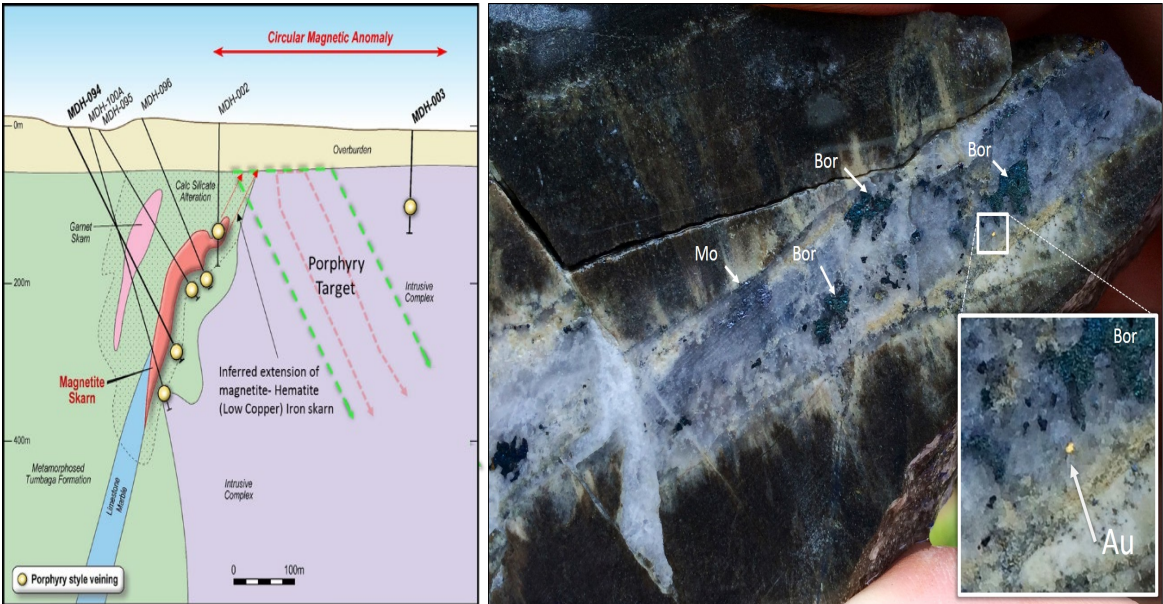 Circular Magnetic Anomaly
MDH-094
MDH-100A
MDH-095
MDH-096
MDH-002
MDH-003
0m
Overburden
Calc Silicate
Alteration
Garnet
Skarn
Porphyry
Target
200m
Intrusive
Complex
Magnetite
Skarn
Inferred extension of
magnetite- Hematite
(Low Copper) Iron skarn
400m
Metamorphosed
Tumbaga Formation
Limestone
Marble
Intrusive
Complex
Porphyry style veining
0
100m
Bor
Bor
Mo
Bor
Bor
Au